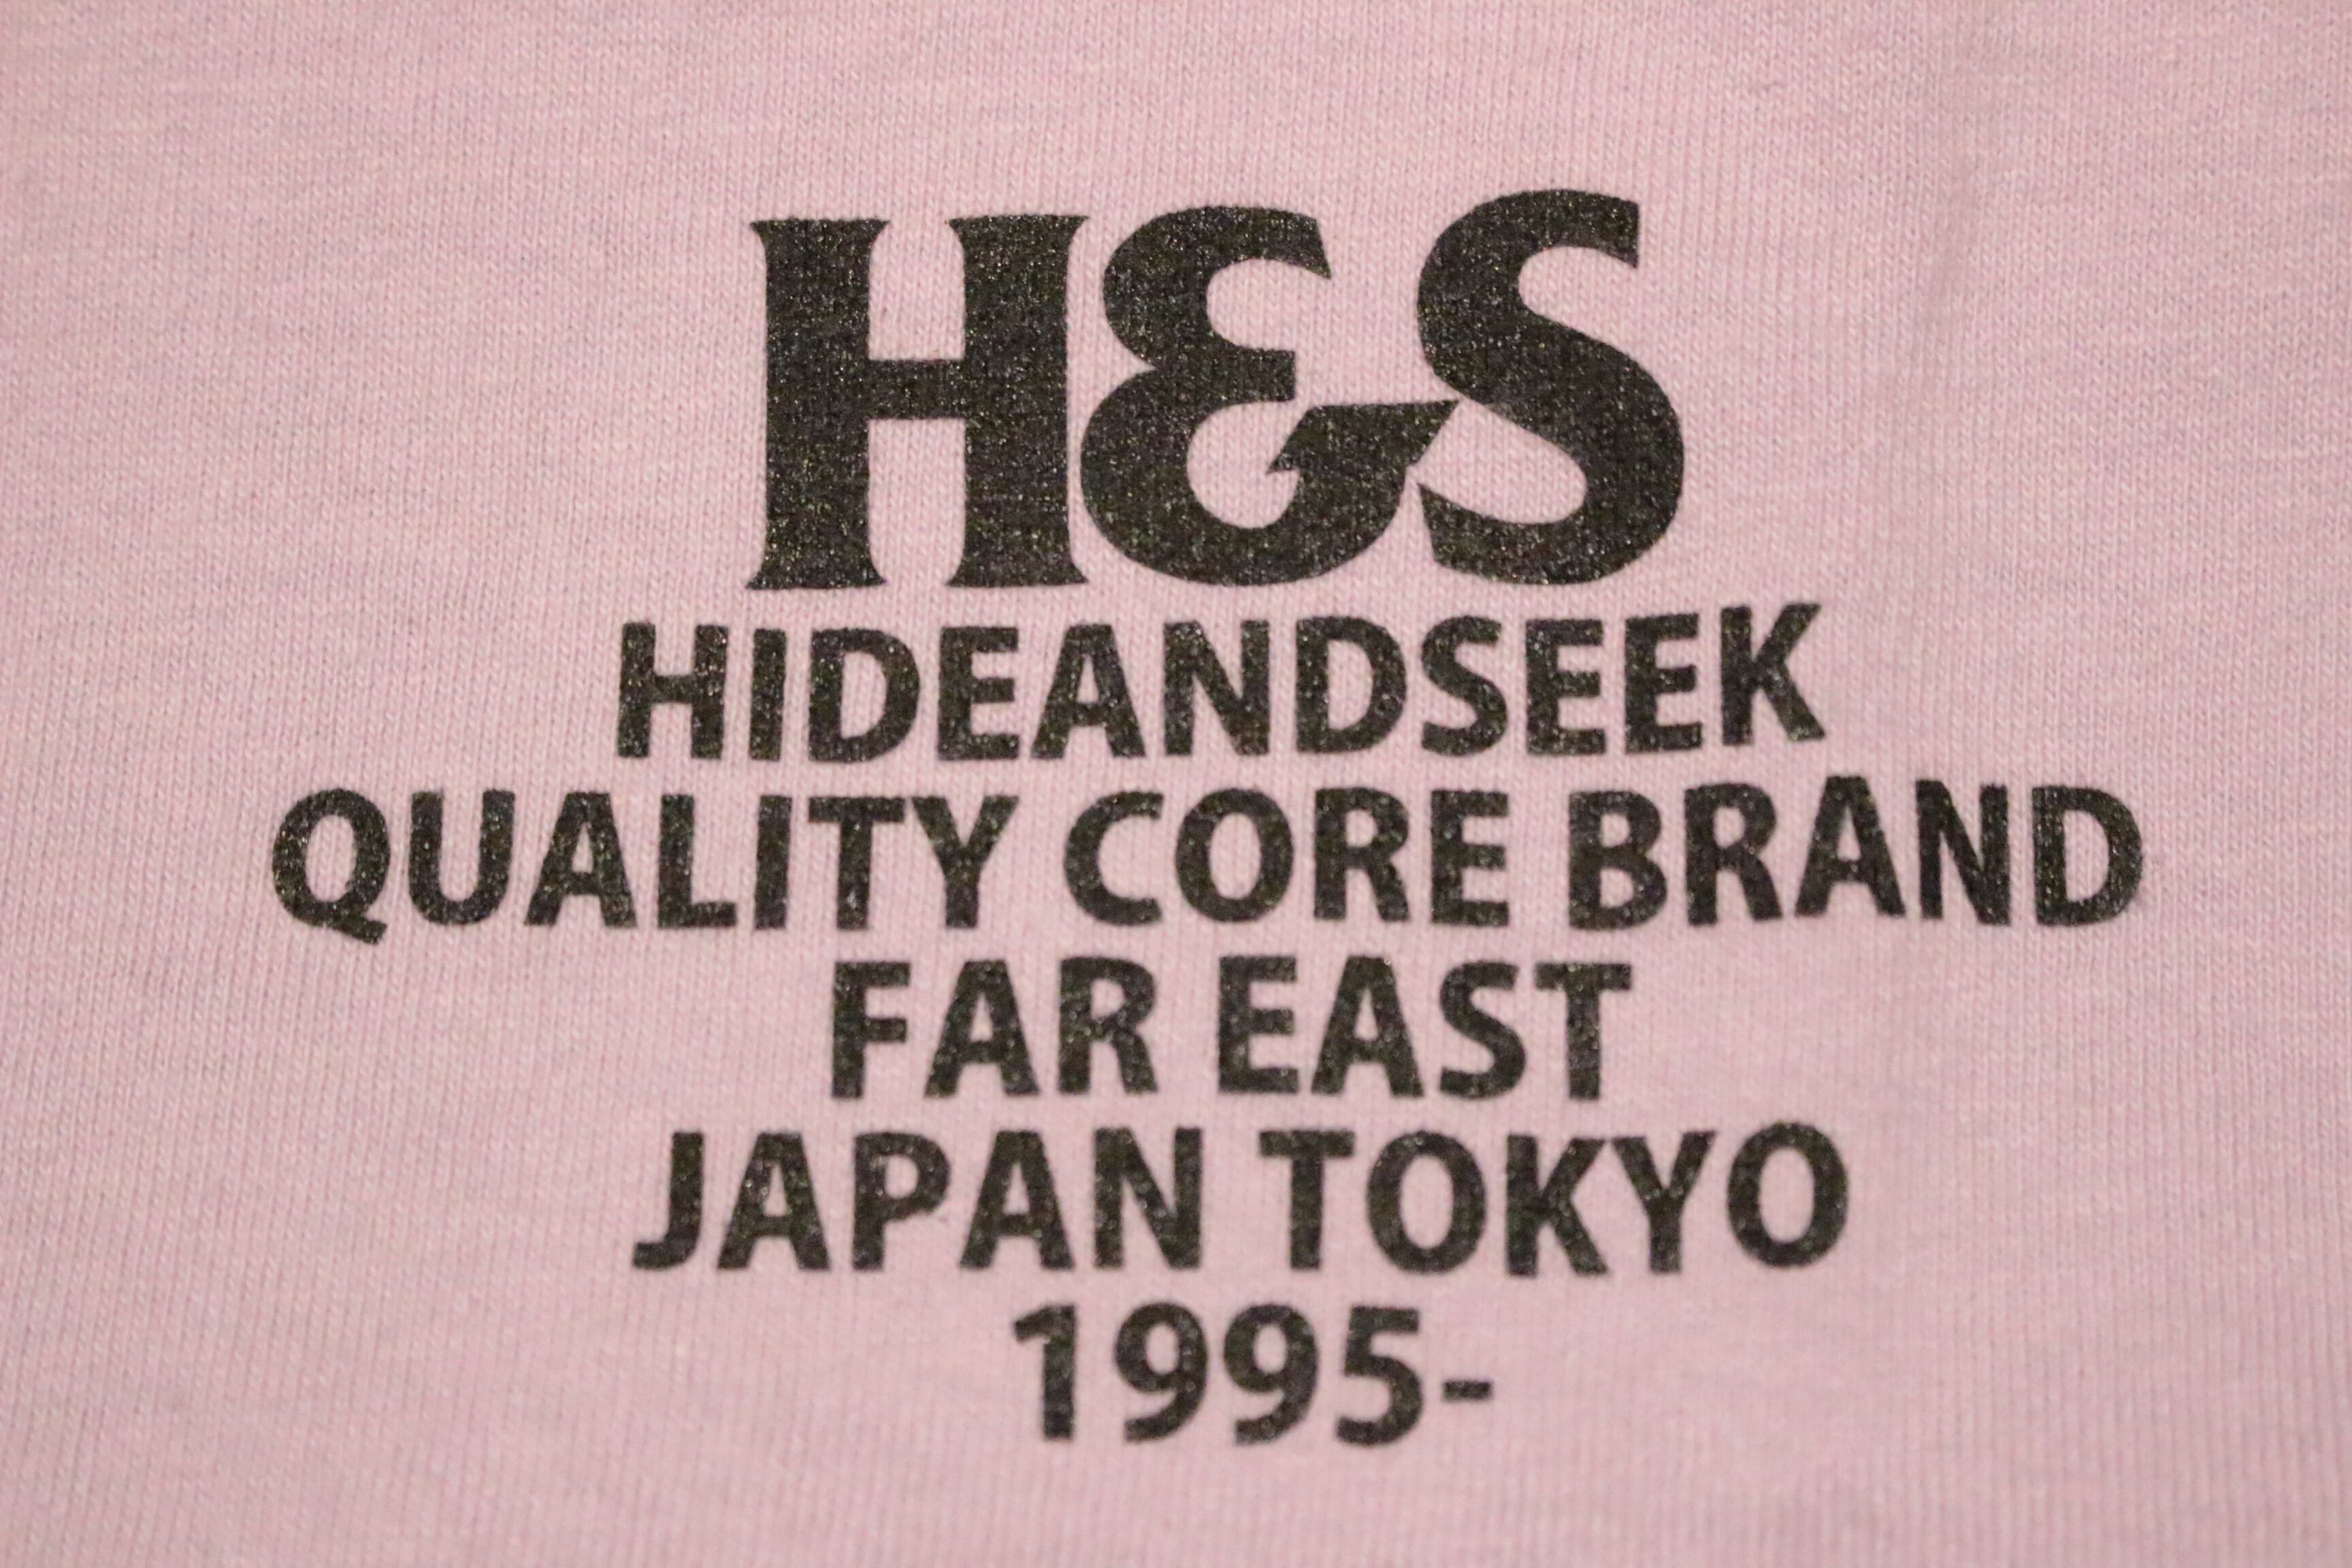 H&S
HIDEANDSEEK
QUALITY CORE BRAND
FAR EAST
JAPAN TOKYO
1995-